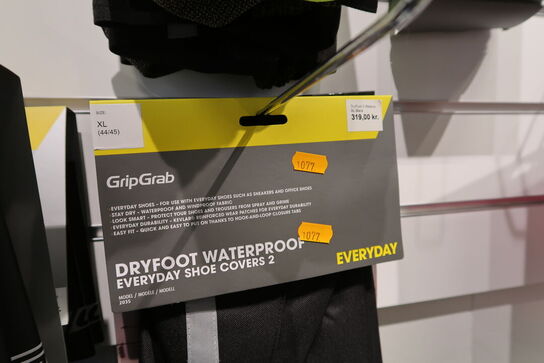 SIZE:
XL
(44/45)
319,00 kr.
GripGrab
1077
· EVERYDAY SHOES – FOR USE WITH EVERYDAY SHOES SUCH AS SNEAKERS AND OFFICE SHOES
· STAY DRY – WATERPROOF AND WINDPROOF FABRIC
· LOOK SMART – PROTECT YOUR SHOES AND TROUSERS FROM SPRAY AND GRIME
· EVERYDAY DURABILITY – KEVLAR® REINFORCED WEAR PATCHES FOR EVERYDAY DURABILITY
· EASY FIT – QUICK AND EASY TO PUT ON THANKS TO HOOK-AND-LOOP CLOSURE TABS
1077
DRYFOOT WATERPROOF
EVERYDAY SHOE COVERS 2
EVERYDAY
MODEL / MODÈLE / MODELL
2035